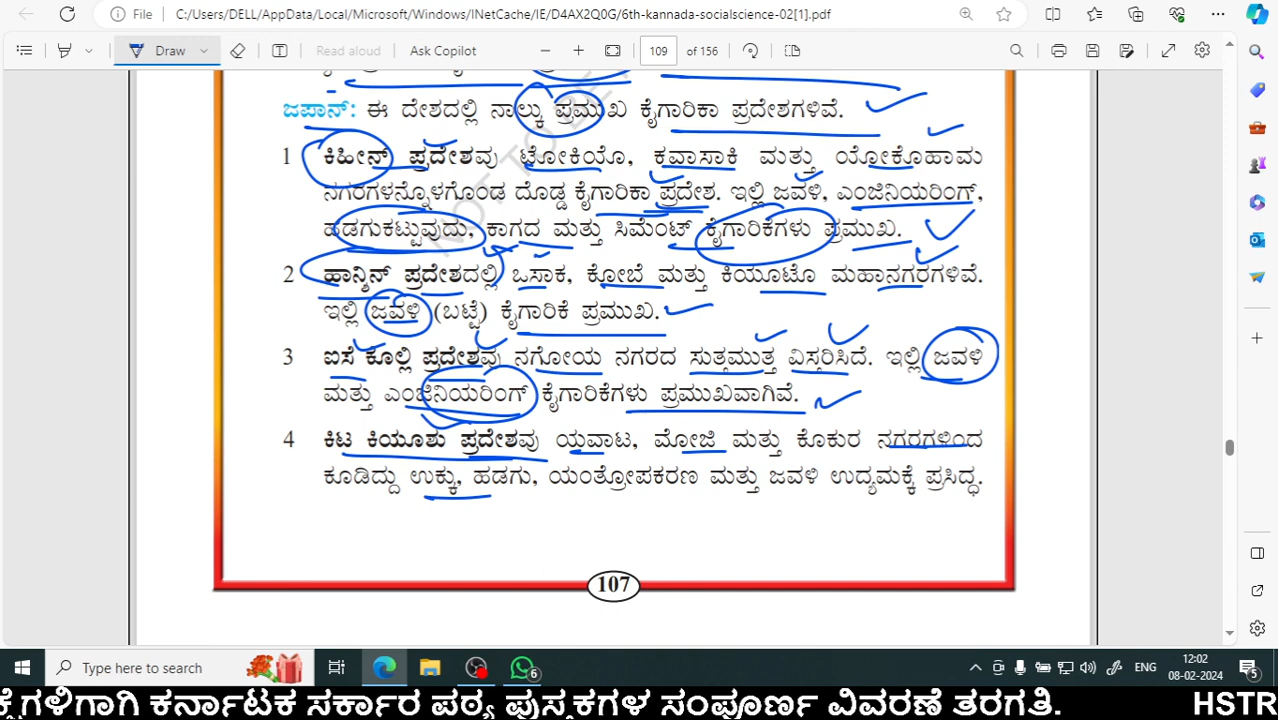 File
C:/Users/DELL/AppData/Local/Microsoft/Windows/INetCache/IE/D4AX2Q0G/6th-kannada-socialscience-02[1].pdf
Draw
Read aloud
Ask Copilot
109 of 156
ಜಪಾನ್: ಈ ದೇಶದಲ್ಲಿ ನಾಲ್ಕು ಪ್ರಮುಖ ಕೈಗಾರಿಕಾ ಪ್ರದೇಶಗಳಿವೆ.
1 ಕಿಹೀನ್ ಪ್ರದೇಶವು ಟೋಕಿಯೊ, ಕವಾಸಾಕಿ ಮತ್ತು ಯೋಕೊಹಾಮ
ನಗರಗಳನ್ನೊಳಗೊಂಡ ದೊಡ್ಡ ಕೈಗಾರಿಕಾ ಪ್ರದೇಶ. ಇಲ್ಲಿ ಜವಳಿ, ಎಂಜಿನಿಯರಿಂಗ್,
ಹಡಗುಕಟ್ಟುವುದು, ಕಾಗದ ಮತ್ತು ಸಿಮೆಂಟ್ ಕೈಗಾರಿಕೆಗಳು ಪ್ರಮುಖ.
2 ಹಾನ್ಶಿನ್ ಪ್ರದೇಶದಲ್ಲಿ ಒಸಾಕ, ಕೋಬೆ ಮತ್ತು ಕಿಯೂಟೊ ಮಹಾನಗರಗಳಿವೆ.
ಇಲ್ಲಿ ಜವಳಿ (ಬಟ್ಟೆ) ಕೈಗಾರಿಕೆ ಪ್ರಮುಖ.
3 ಐಸೆ ಕೊಲ್ಲಿ ಪ್ರದೇಶವು ನಗೋಯ ನಗರದ ಸುತ್ತಮುತ್ತ ವಿಸ್ತರಿಸಿದೆ. ಇಲ್ಲಿ ಜವಳಿ
ಮತ್ತು ಎಂಜಿನಿಯರಿಂಗ್ ಕೈಗಾರಿಕೆಗಳು ಪ್ರಮುಖವಾಗಿವೆ.
4 ಕಿಟ ಕಿಯೂಶು ಪ್ರದೇಶವು ಯವಾಟ, ಮೋಜಿ ಮತ್ತು ಕೊಕುರ ನಗರಗಳಿಂದ
ಕೂಡಿದ್ದು ಉಕ್ಕು, ಹಡಗು, ಯಂತ್ರೋಪಕರಣ ಮತ್ತು ಜವಳಿ ಉದ್ಯಮಕ್ಕೆ ಪ್ರಸಿದ್ಧ.
107
Type here to search
6
ENG
12:02
08-02-2024
5
ಕೈಗಳಿಗಾಗಿ ಕರ್ನಾಟಕ ಸರ್ಕಾರ ಪಠ್ಯ ಪುಸ್ತಕಗಳ ಸಂಪೂರ್ಣ ವಿವರಣೆ ತರಗತಿ. HSTR